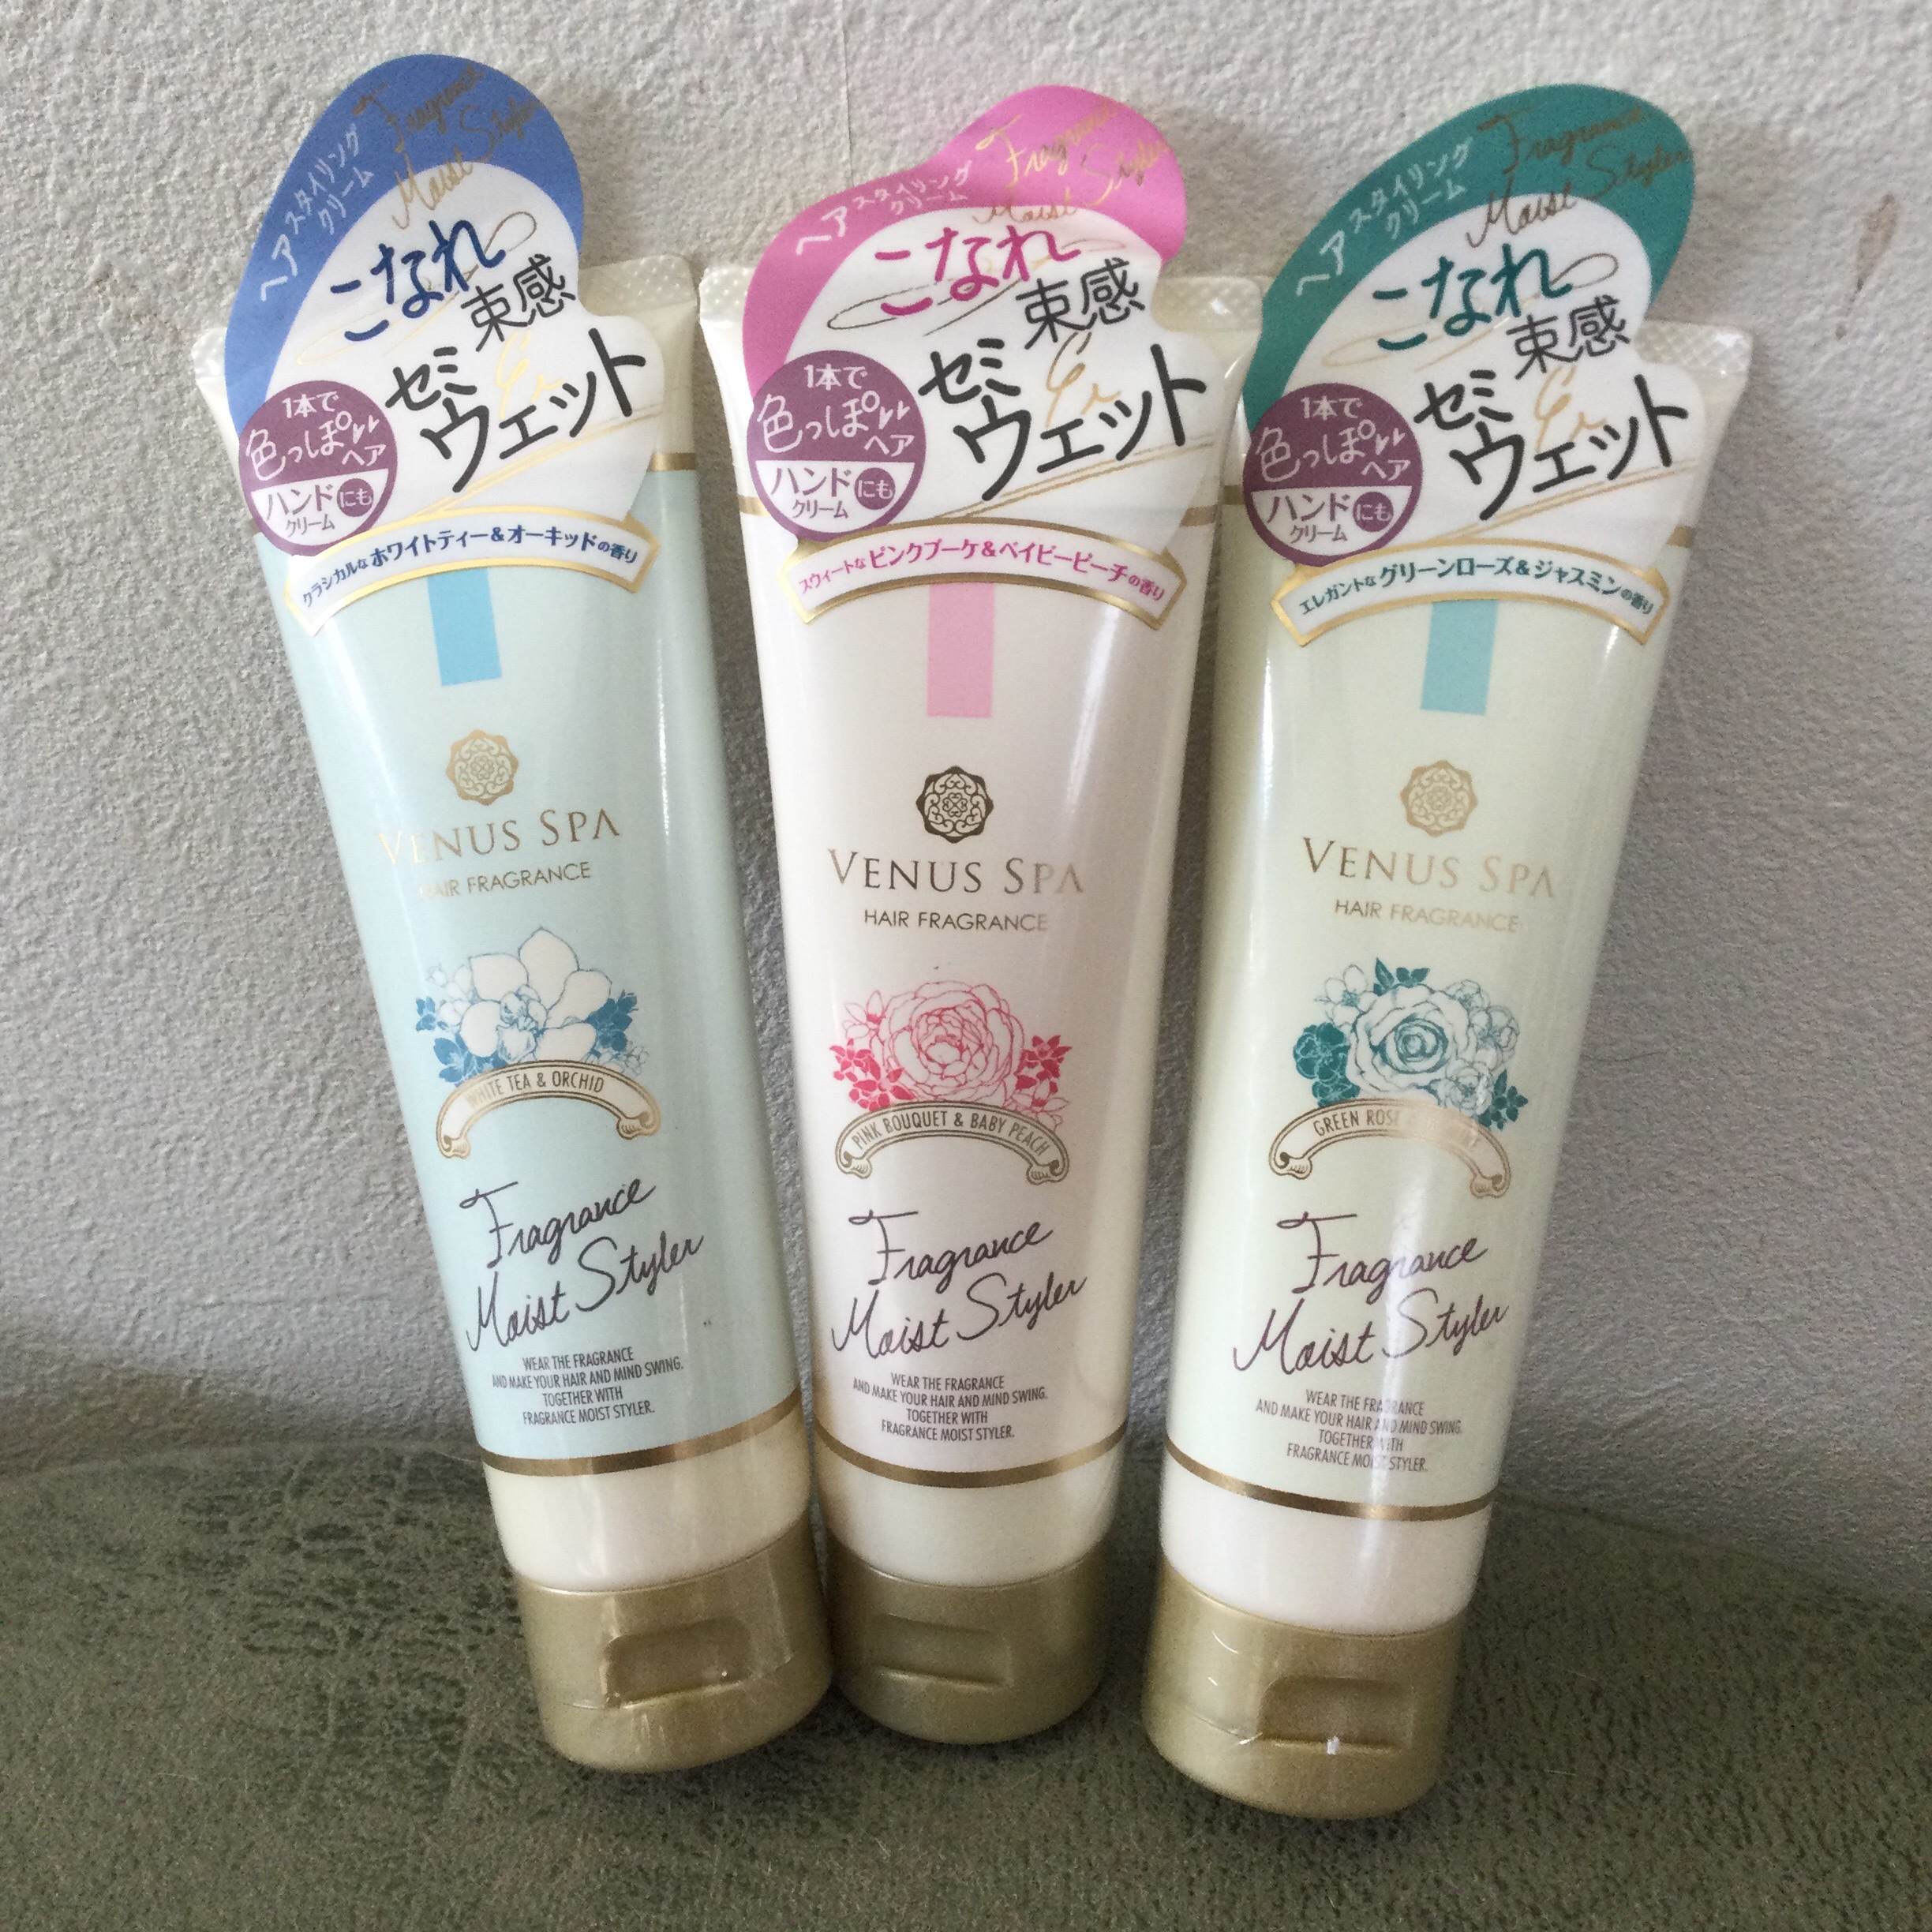 ヘアスタイリング
クリーム
Fragrance
Moist Styler
こなれ
束感
セミ
ウェット
1本で
色っぽ
ヘア
ハンドにも
クリーム
クラシカルなホワイトティー&オーキッドの香り
VENUS SPA
HAIR FRAGRANCE
WHITE TEA & ORCHID
Fragrance
Moist Styler
WEAR THE FRAGRANCE
AND MAKE YOUR HAIR AND MIND SWING.
TOGETHER WITH
FRAGRANCE MOIST STYLER.
ヘアスタイリング
クリーム
Fragrance
Moist Styler
こなれ
束感
セミ
ウェット
1本で
色っぽ
ヘア
ハンドにも
クリーム
スウィートなピンクブーケ&ベイビーピーチの香り
VENUS SPA
HAIR FRAGRANCE
PINK BOUQUET & BABY PEACH
Fragrance
Moist Styler
WEAR THE FRAGRANCE
AND MAKE YOUR HAIR AND MIND SWING.
TOGETHER WITH
FRAGRANCE MOIST STYLER.
ヘアスタイリング
クリーム
Fragrance
Moist Styler
こなれ
束感
セミ
ウェット
1本で
色っぽ
ヘア
ハンドにも
クリーム
エレガントなグリーンローズ&ジャスミンの香り
VENUS SPA
HAIR FRAGRANCE
GREEN ROSE
Fragrance
Moist Styler
WEAR THE FRAGRANCE
AND MAKE YOUR HAIR AND MIND SWING.
TOGETHER WITH
FRAGRANCE MOIST STYLER.